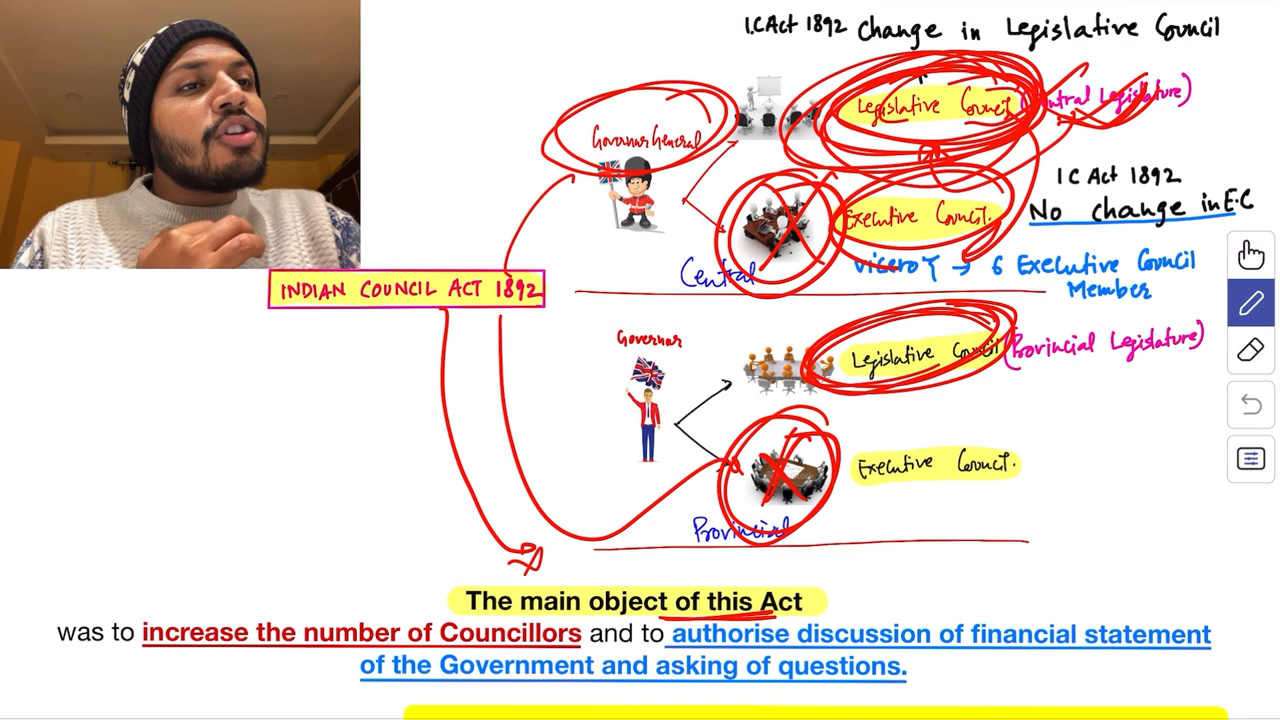 I.C Act 1892 Change in Legislative Council
Legislative Council (Central Legislature)
Governor General
I C Act 1892
No change in E.C
Executive Council.
Central
Viceroy → 6 Executive Council
Member
INDIAN COUNCIL ACT 1892
Governor
Legislative Council (Provincial Legislature)
Executive Council.
Provincial
The main object of this Act
was to increase the number of Councillors and to authorise discussion of financial statement
of the Government and asking of questions.